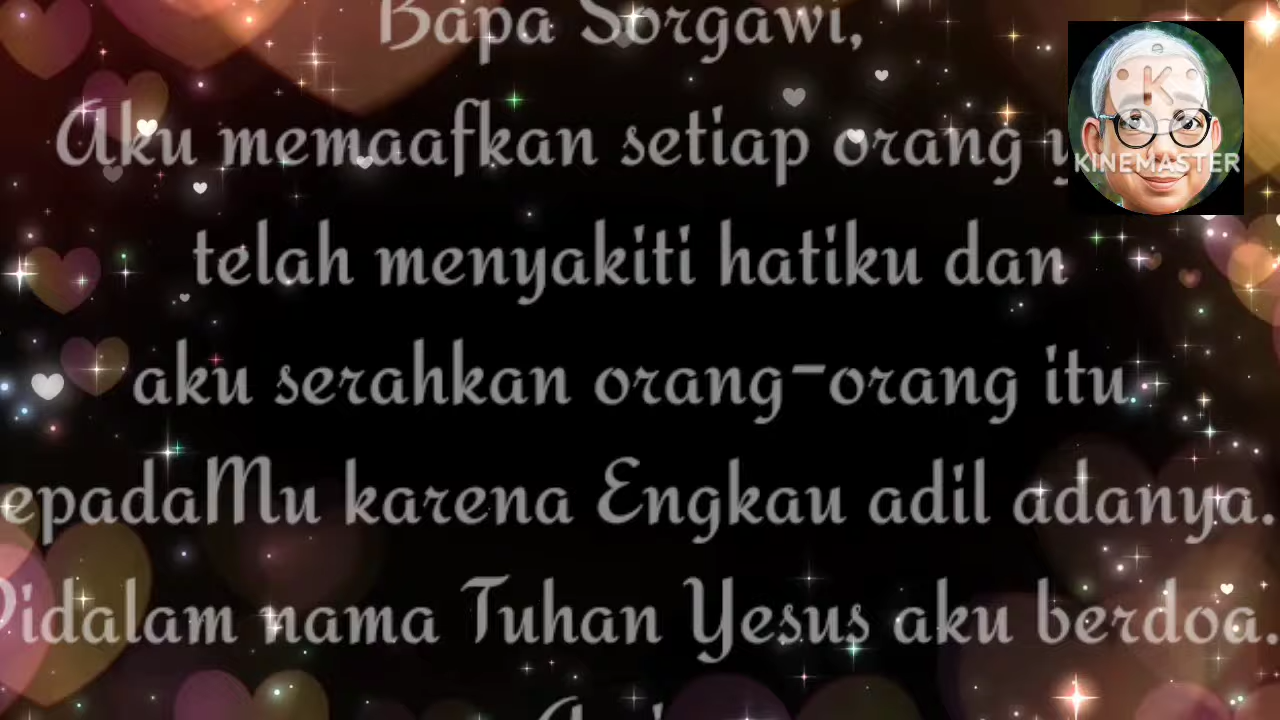 Bapa Sorgawi,
Aku memaafkan setiap orang
telah menyakiti hatiku dan
aku serahkan orang-orang itu
epadaMu karena Engkau adil adanya.
Didalam nama Tuhan Yesus aku berdoa.
KINEMASTER